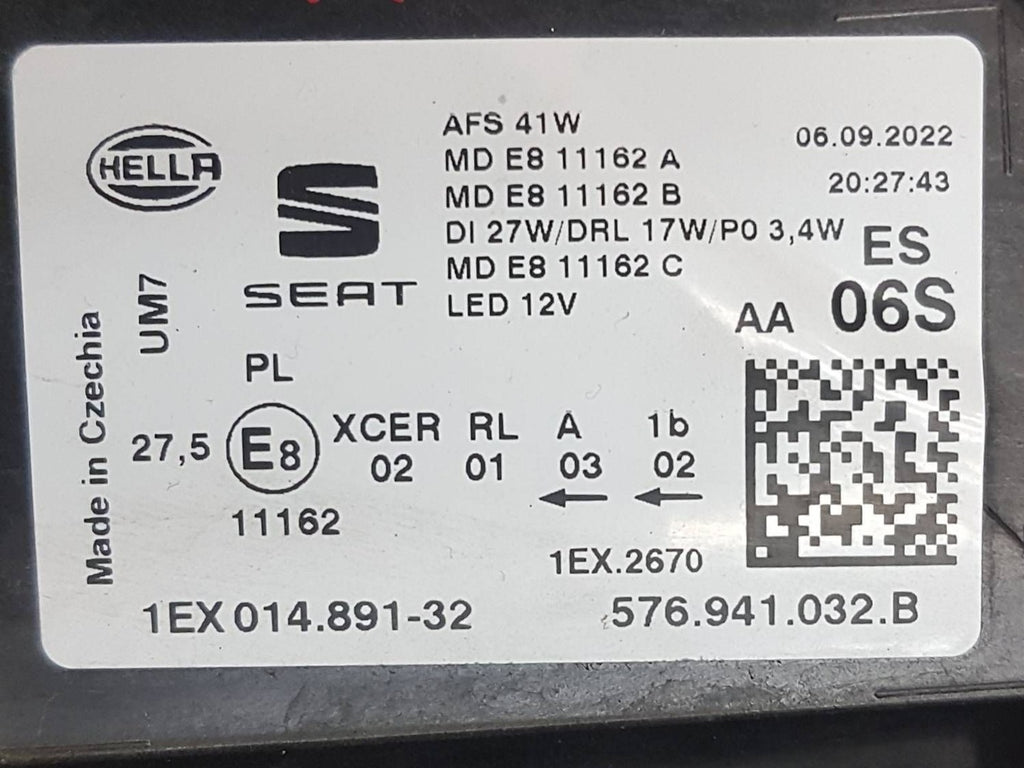 HELLA
SEAT
AFS 41W
MD E8 11162 A
MD E8 11162 B
DI 27W/DRL 17W/PO 3,4W
MD E8 11162 C
LED 12V
06.09.2022
20:27:43
ES
AA 06S
Made in Czechia
UM7
PL
27,5 E8 XCER RL A 1b
02 01 03 02
11162
1EX.2670
1EX 014.891-32
576.941.032.B